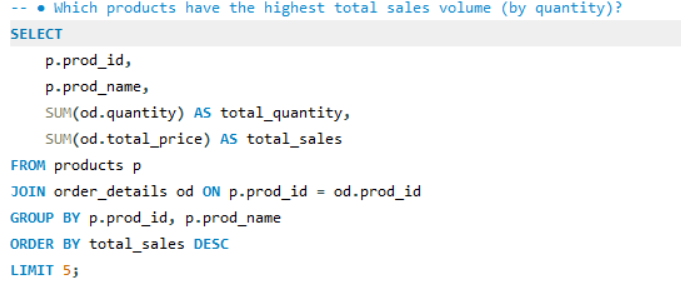 -- • Which products have the highest total sales volume (by quantity)?
SELECT
    p.prod_id,
    p.prod_name,
    SUM(od.quantity) AS total_quantity,
    SUM(od.total_price) AS total_sales
FROM products p
JOIN order_details od ON p.prod_id = od.prod_id
GROUP BY p.prod_id, p.prod_name
ORDER BY total_sales DESC
LIMIT 5;